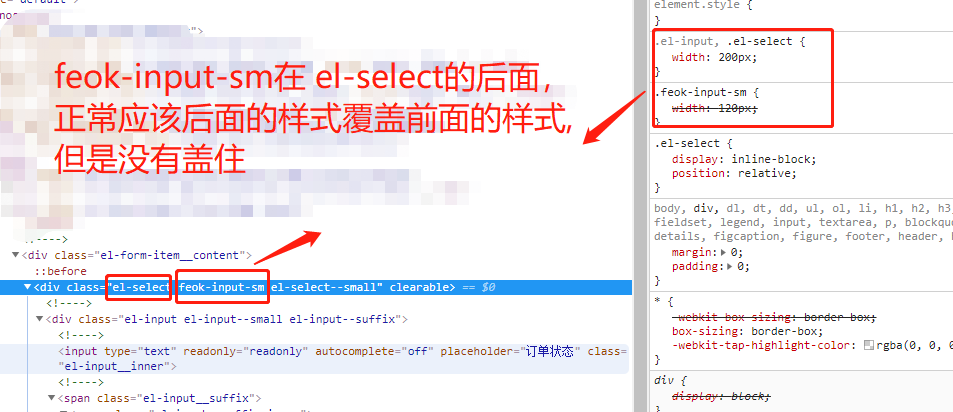 element.style {
}
.el-input, .el-select {
width: 200px;
}
.feok-input-sm {
width: 120px;
}
.el-select {
display: inline-block;
position: relative;
}
body, div, dl, dt, dd, ul, ol, li, h1, h2, h3
fieldset, legend, input, textarea, p, blockqu
details, figcaption, figure, footer, header,
margin: 0;
padding: 0;
}
* {
-webkit-box-sizing: border-box;
box-sizing: border-box;
-webkit-tap-highlight-color: rgba(0, 0, 0
}
div {
display: block;
feok-input-sm在 el-select的后面，
正常应该后面的样式覆盖前面的样式,
但是没有盖住
<div class="el-form-item__content">
::before
<div class="el-select feok-input-sm el-select--small" clearable> == $0
<!---->
<div class="el-input el-input--small el-input--suffix">
<!---->
<input type="text" readonly="readonly" autocomplete="off" placeholder="订单状态" class=
"el-input__inner">
<!---->
<span class="el-input__suffix">